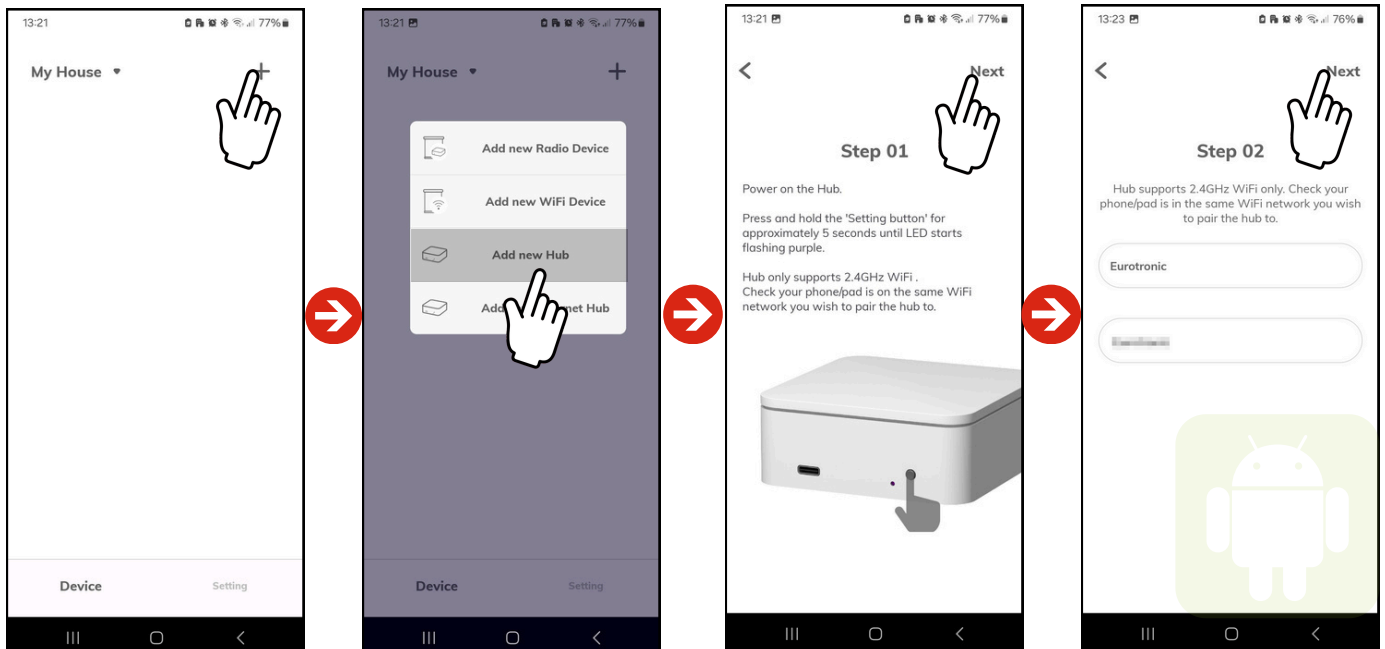 13:21
77%
My House
+
Device
Setting
13:21
77%
My House
+
Add new Radio Device
Add new WiFi Device
Add new Hub
Add
net Hub
Device
Setting
13:21
77%
Next
Step 01
Power on the Hub.
Press and hold the 'Setting button' for
approximately 5 seconds until LED starts
flashing purple.
Hub only supports 2.4GHz WiFi .
Check your phone/pad is on the same WiFi
network you wish to pair the hub to.
13:23
76%
Next
Step 02
Hub supports 2.4GHz WiFi only. Check your
phone/pad is in the same WiFi network you wish
to pair the hub to.
Eurotronic